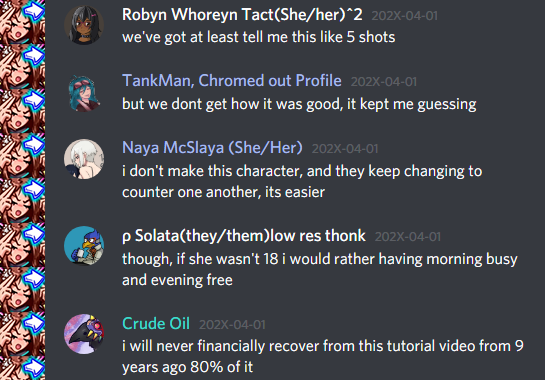 Robyn Whoreyn Tact(She/her)^2 202X-04-01
we've got at least tell me this like 5 shots
TankMan, Chromed out Profile 202X-04-01
but we dont get how it was good, it kept me guessing
Naya McSlaya (She/Her) 202X-04-01
i don't make this character, and they keep changing to
counter one another, its easier
ρ Solata(they/them)low res thonk 202X-04-01
though, if she wasn't 18 i would rather having morning busy
and evening free
Crude Oil 202X-04-01
i will never financially recover from this tutorial video from 9
years ago 80% of it